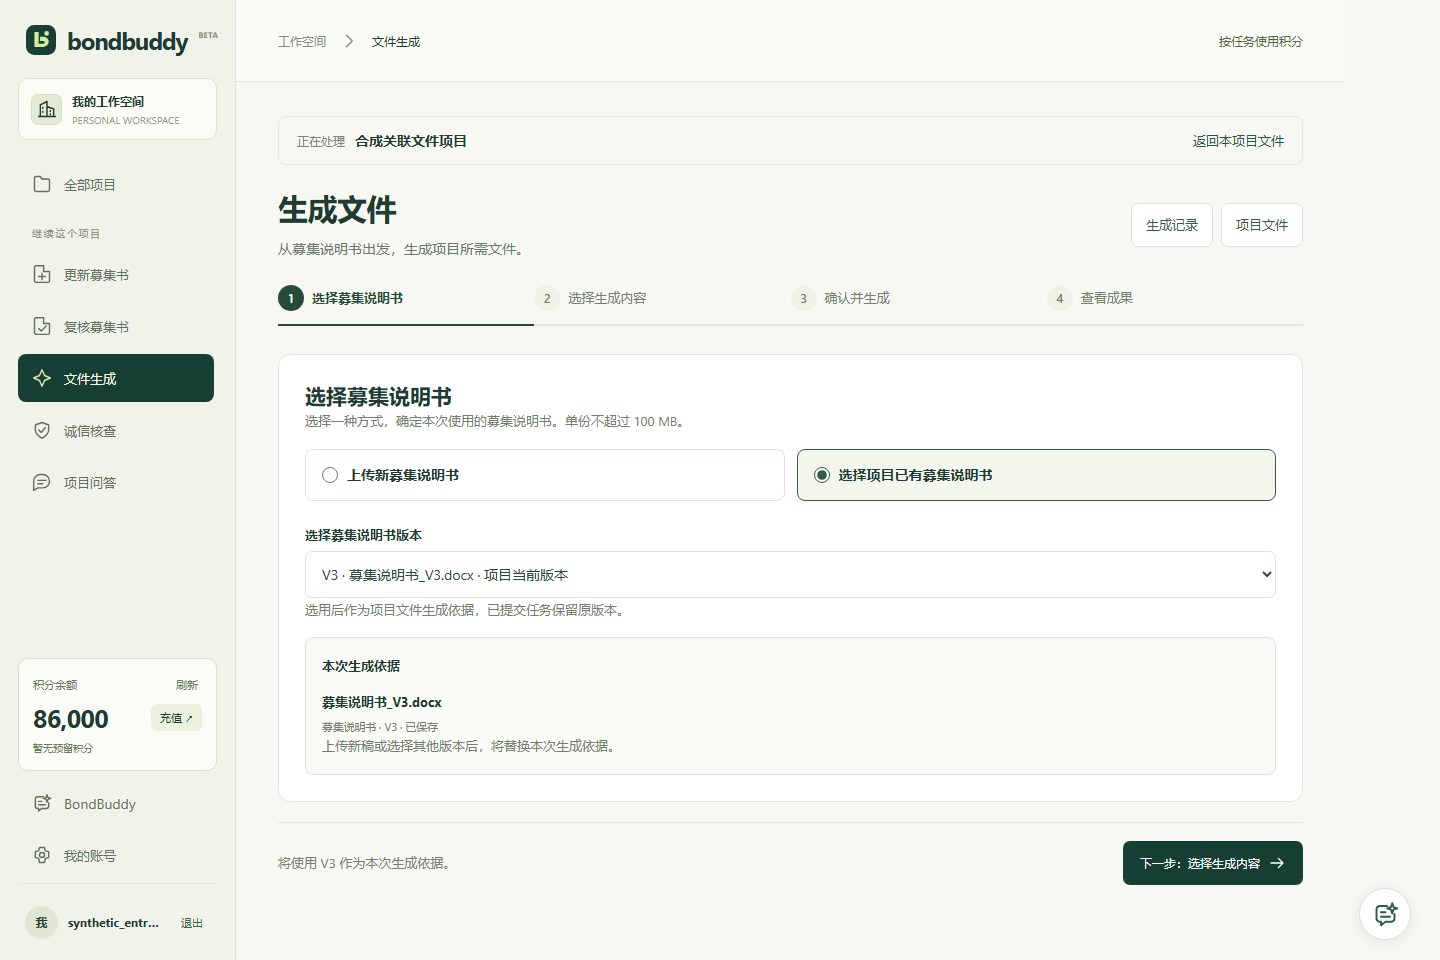 bondbuddy BETA
我的工作空间
PERSONAL WORKSPACE
全部项目
继续这个项目
更新募集书
复核募集书
文件生成
诚信核查
项目问答
积分余额 刷新
86,000 充值 ↗
暂无预留积分
BondBuddy
我的账号
我 synthetic_entr... 退出
工作空间 > 文件生成 按任务使用积分
正在处理 合成关联文件项目 返回本项目文件
生成文件
从募集说明书出发，生成项目所需文件。
生成记录 项目文件
1 选择募集说明书 2 选择生成内容 3 确认并生成 4 查看成果
选择募集说明书
选择一种方式，确定本次使用的募集说明书。单份不超过 100 MB。
上传新募集说明书 选择项目已有募集说明书
选择募集说明书版本
V3 · 募集说明书_V3.docx · 项目当前版本
选用后作为项目文件生成依据，已提交任务保留原版本。
本次生成依据
募集说明书_V3.docx
募集说明书 · V3 · 已保存
上传新稿或选择其他版本后，将替换本次生成依据。
将使用 V3 作为本次生成依据。
下一步：选择生成内容 →